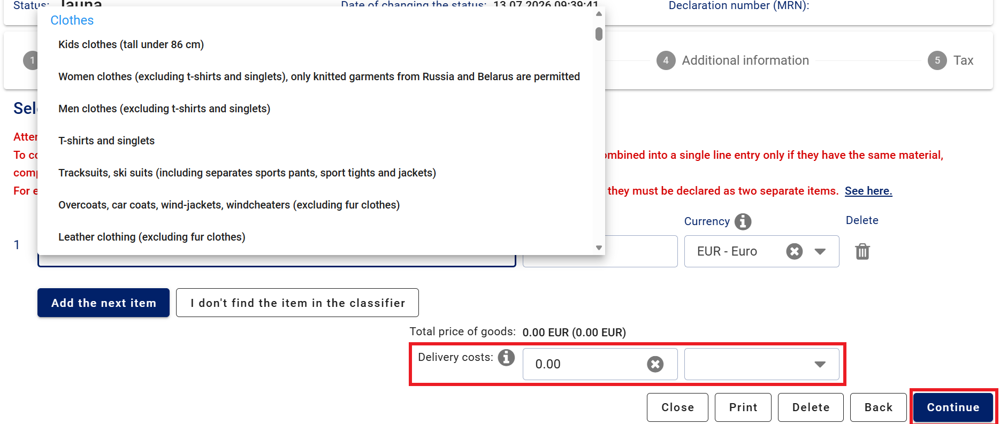 Status: Jauna Date of changing the status: 13.07.2026 09:39:41 Declaration number (MRN):
Clothes
Kids clothes (tall under 86 cm)
1 4 Additional information 5 Tax
Women clothes (excluding t-shirts and singlets), only knitted garments from Russia and Belarus are permitted
Men clothes (excluding t-shirts and singlets)
T-shirts and singlets
Tracksuits, ski suits (including separates sports pants, sport tights and jackets)
Overcoats, car coats, wind-jackets, windcheaters (excluding fur clothes)
Leather clothing (excluding fur clothes)
To ombined into a single line entry only if they have the same material,
For they must be declared as two separate items. See here.
Currency Delete
1 EUR - Euro
Add the next item I don't find the item in the classifier
Total price of goods: 0.00 EUR (0.00 EUR)
Delivery costs: 0.00
Close Print Delete Back Continue